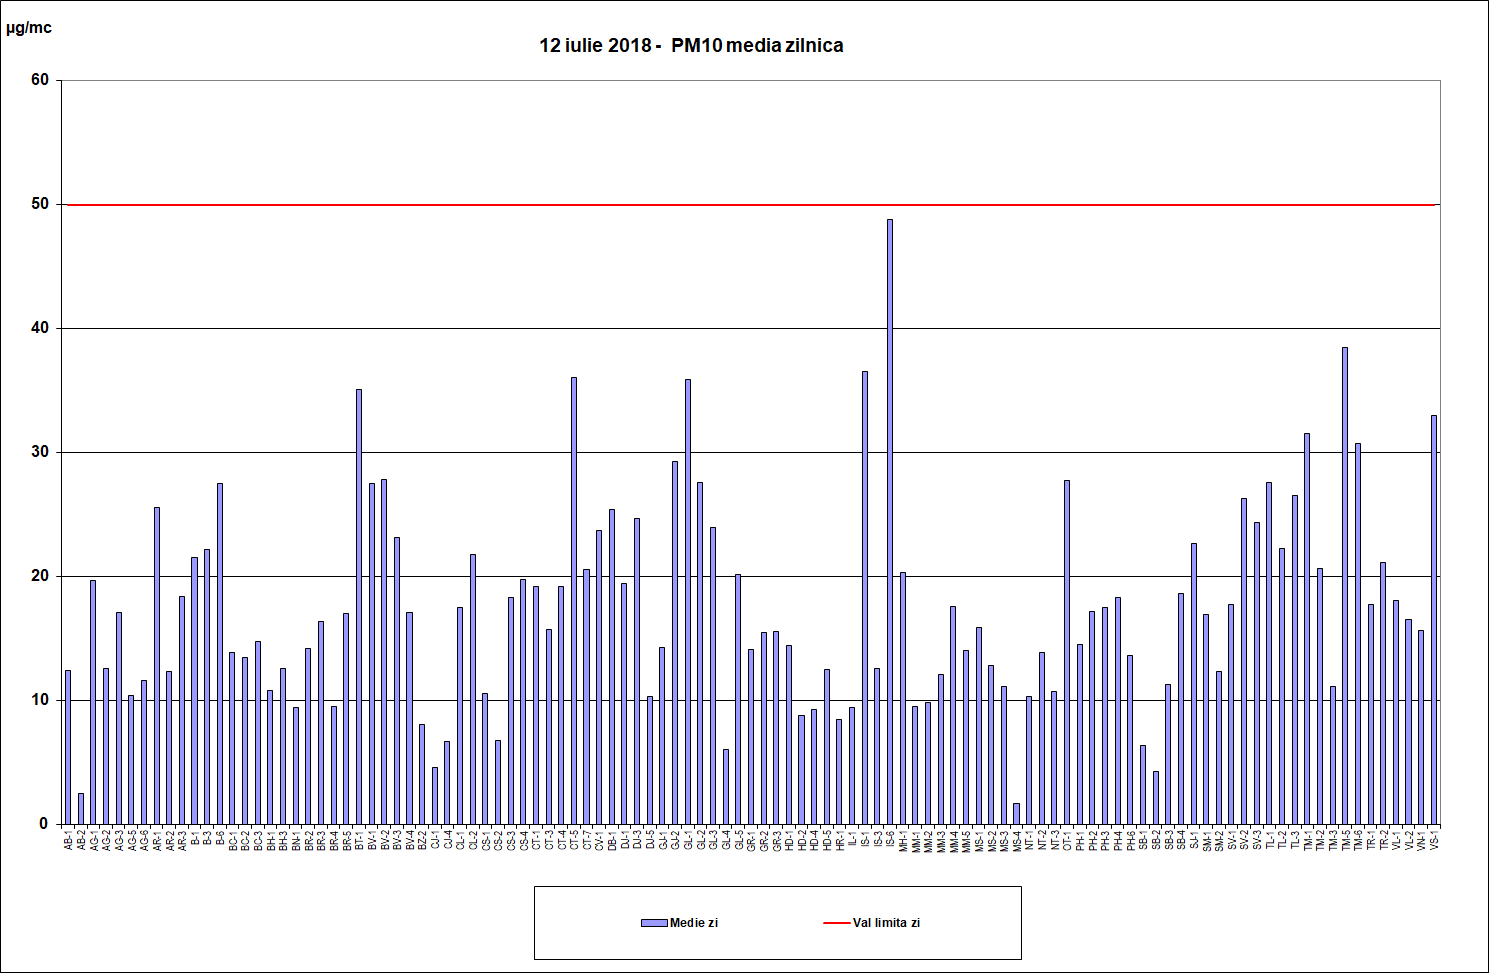 µg/mc
12 iulie 2018 - PM10 media zilnica
60
50
40
30
20
10
0
AB-1 AB-2 AG-1 AG-2 AG-3 AG-5 AG-6 AR-1 AR-2 AR-3 B-1 B-3 B-6 BC-1 BC-2 BC-3 BH-1 BH-3 BN-1 BR-2 BR-3 BR-4 BR-5 BT-1 BV-1 BV-2 BV-3 BV-4 BZ-2 CJ-1 CJ-4 CL-1 CL-2 CS-1 CS-2 CS-3 CS-4 CT-1 CT-3 CT-4 CT-5 CT-7 CV-1 DB-1 DJ-1 DJ-3 DJ-5 GJ-1 GJ-2 GL-1 GL-2 GL-3 GL-4 GL-5 GR-1 GR-2 GR-3 HD-1 HD-2 HD-4 HD-5 HR-1 IL-1 IS-1 IS-3 IS-6 MH-1 MM-1 MM-2 MM-3 MM-4 MM-5 MS-1 MS-2 MS-3 MS-4 NT-1 NT-2 NT-3 OT-1 PH-1 PH-2 PH-3 PH-4 PH-6 SB-1 SB-2 SB-3 SB-4 SJ-1 SM-1 SM-2 SV-1 SV-2 SV-3 TL-1 TL-2 TL-3 TM-1 TM-2 TM-3 TM-5 TM-6 TR-1 TR-2 VL-1 VL-2 VN-1 VS-1
Medie zi
Val limita zi